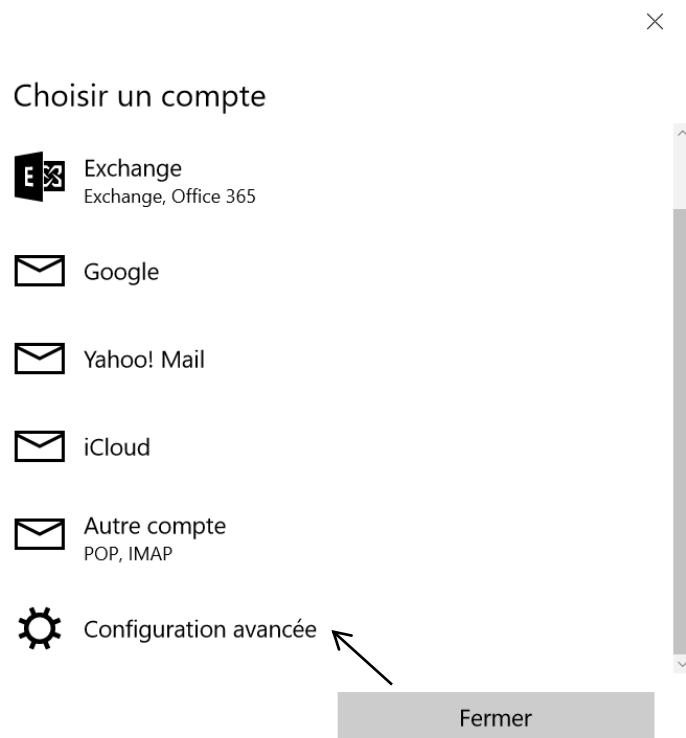 Choisir un compte
Exchange
Exchange, Office 365
Google
Yahoo! Mail
iCloud
Autre compte
POP, IMAP
Configuration avancée
Fermer